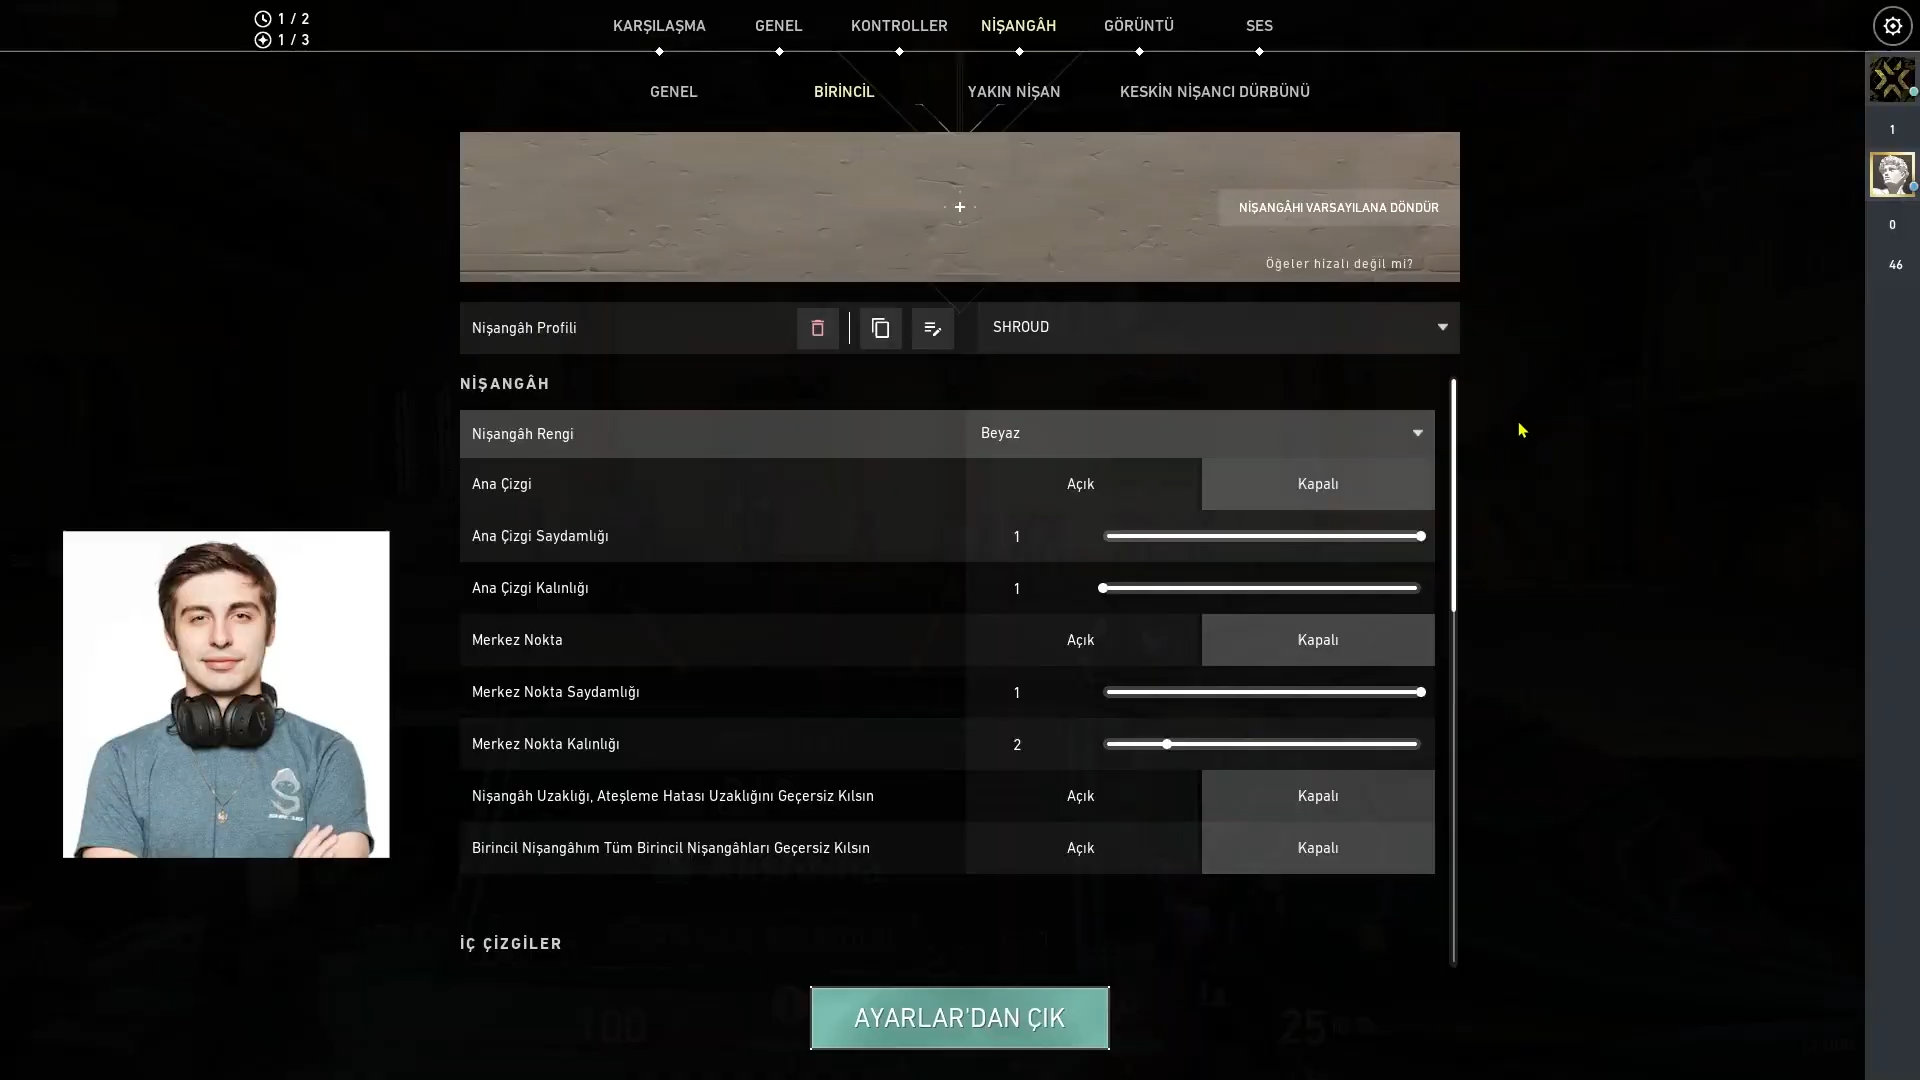 1 / 2
1 / 3
KARŞILAŞMA GENEL KONTROLLER NİŞANGÂH GÖRÜNTÜ SES
GENEL BİRİNCİL YAKIN NİŞAN KESKİN NİŞANCI DÜRBÜNÜ
NİŞANGÂHI VARSAYILANA DÖNDÜR
Öğeler hizalı değil mi?
Nişangâh Profili SHROUD
NİŞANGÂH
Nişangâh Rengi Beyaz
Ana Çizgi Açık Kapalı
Ana Çizgi Saydamlığı 1
Ana Çizgi Kalınlığı 1
Merkez Nokta Açık Kapalı
Merkez Nokta Saydamlığı 1
Merkez Nokta Kalınlığı 2
Nişangâh Uzaklığı, Ateşleme Hatası Uzaklığını Geçersiz Kılsın Açık Kapalı
Birincil Nişangâhım Tüm Birincil Nişangâhları Geçersiz Kılsın Açık Kapalı
İÇ ÇİZGİLER
AYARLAR'DAN ÇIK
100
25
1
0
46